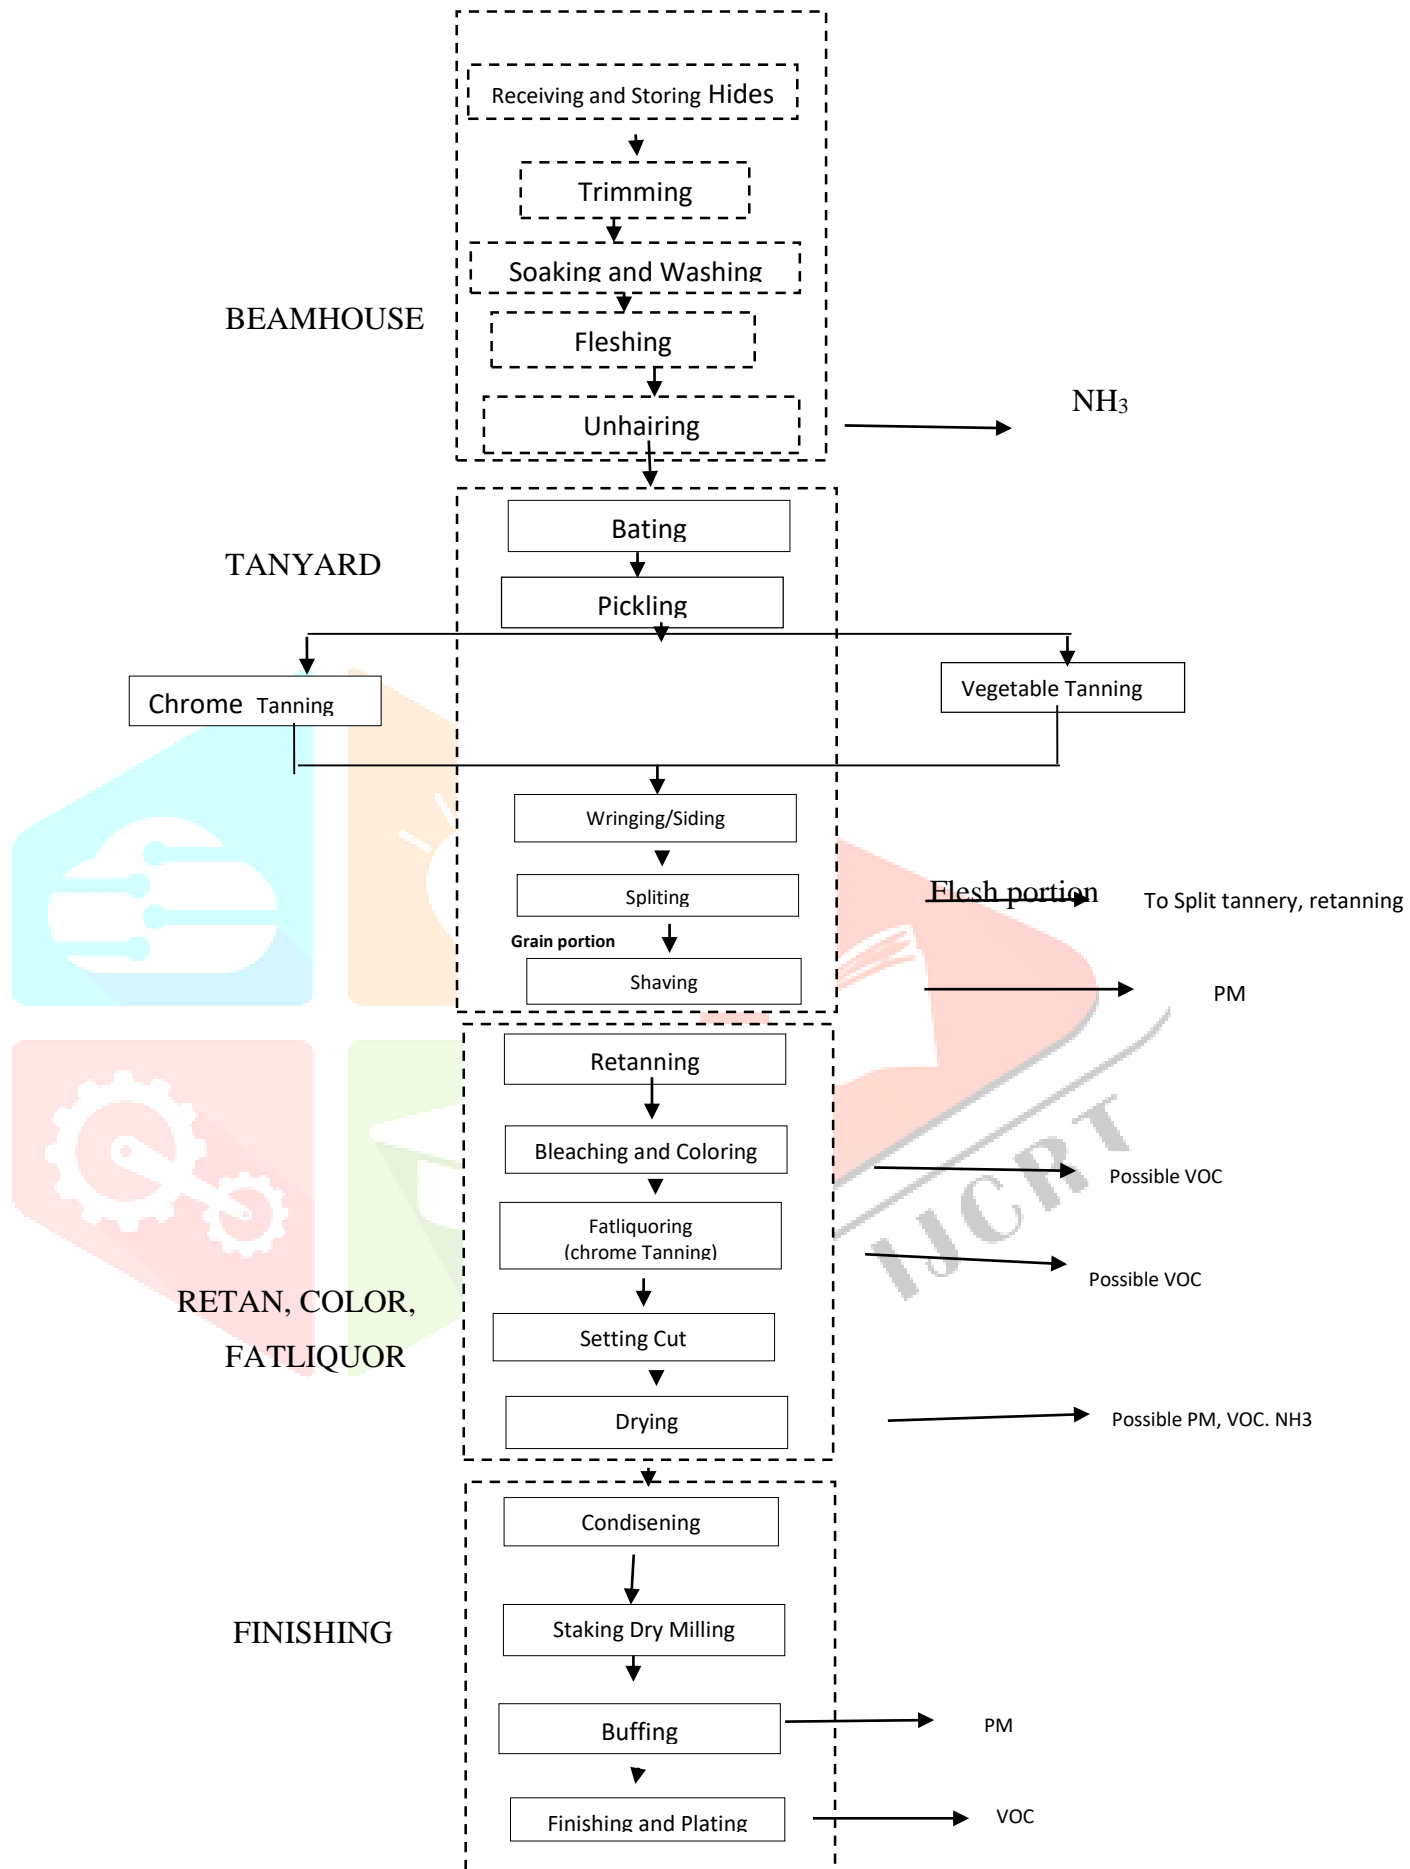 Receiving and Storing Hides
Trimming
Soaking and Washing
BEAMHOUSE
Fleshing
NH₃
Unhairing
Bating
TANYARD
Pickling
Chrome Tanning
Vegetable Tanning
Wringing/Siding
Spliting
Flesh portion
To Split tannery, retanning
Grain portion
Shaving
PM
Retanning
Bleaching and Coloring
Possible VOC
Fatliquoring
(chrome Tanning)
Possible VOC
RETAN, COLOR,
FATLIQUOR
Setting Cut
Drying
Possible PM, VOC. NH3
Condisening
FINISHING
Staking Dry Milling
Buffing
PM
Finishing and Plating
VOC
IJCRT